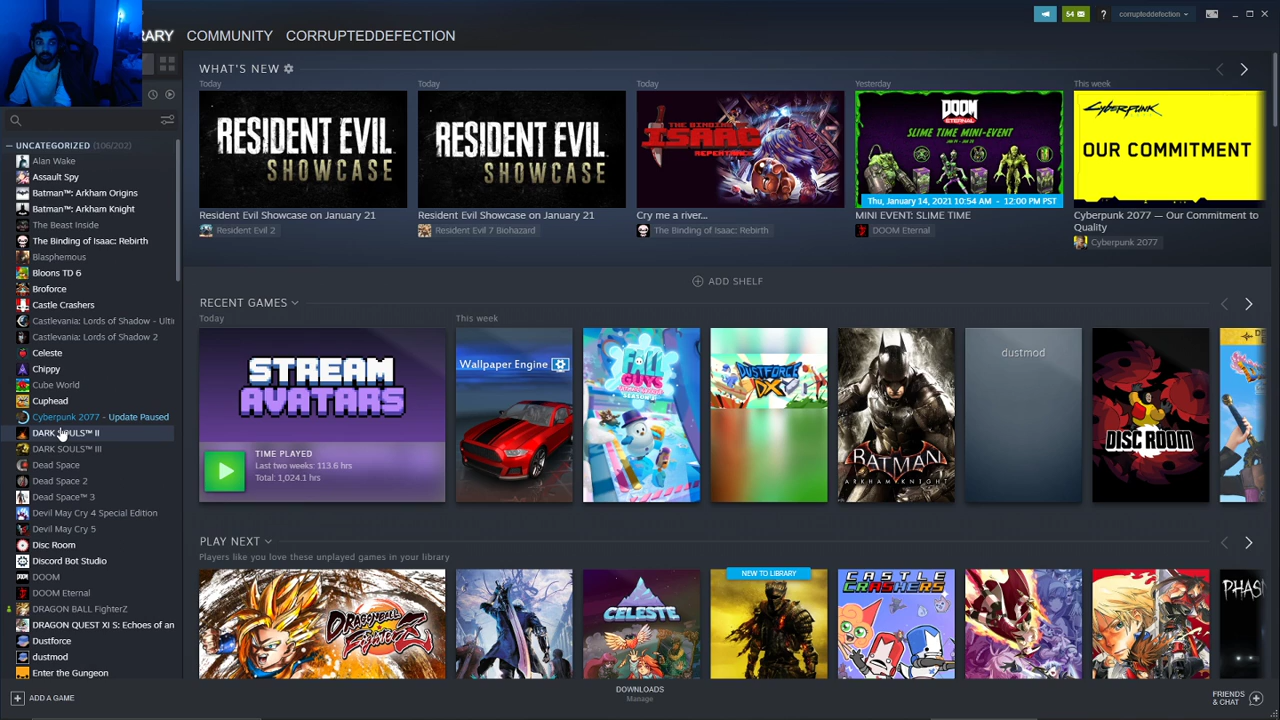 54
?
corrupteddefection
RARY COMMUNITY CORRUPTEDDEFECTION
WHAT'S NEW
Today
Today
Today
Yesterday
This week
RESIDENT EVIL
SHOWCASE
RESIDENT EVIL
SHOWCASE
THE BINDING OF
ISAAC
REPENTANCE
DOOM
ETERNAL
SLIME TIME MINI-EVENT
Thu, January 14, 2021 10:54 AM - 12:00 PM PST
Cyberpunk
OUR COMMITMENT
Resident Evil Showcase on January 21
Resident Evil 2
Resident Evil Showcase on January 21
Resident Evil 7 Biohazard
Cry me a river...
The Binding of Isaac: Rebirth
MINI EVENT: SLIME TIME
DOOM Eternal
Cyberpunk 2077 — Our Commitment to
Quality
Cyberpunk 2077
ADD SHELF
UNCATEGORIZED (106/202)
Alan Wake
Assault Spy
Batman™: Arkham Origins
Batman™: Arkham Knight
The Beast Inside
The Binding of Isaac: Rebirth
Blasphemous
Bloons TD 6
Broforce
Castle Crashers
Castlevania: Lords of Shadow - Ulti
Castlevania: Lords of Shadow 2
Celeste
Chippy
Cube World
Cuphead
Cyberpunk 2077 - Update Paused
DARK SOULS™ II
DARK SOULS™ III
Dead Space
Dead Space 2
Dead Space™ 3
Devil May Cry 4 Special Edition
Devil May Cry 5
Disc Room
Discord Bot Studio
DOOM
DOOM Eternal
DRAGON BALL FighterZ
DRAGON QUEST XI S: Echoes of an
Dustforce
dustmod
Enter the Gungeon
RECENT GAMES
Today
This week
STREAM
AVATARS
TIME PLAYED
Last two weeks: 113.6 hrs
Total: 1,024.1 hrs
Wallpaper Engine
FALL
GUYS
DUSTFORCE
DX
BATMAN
ARKHAM KNIGHT
dustmod
DISC ROOM
PLAY NEXT
Players like you love these unplayed games in your library
DRAGONBALL
FIGHTERZ
CELESTE
NEW TO LIBRARY
CASTLE
CRASHERS
PHAS
ADD A GAME
DOWNLOADS
Manage
FRIENDS
& CHAT